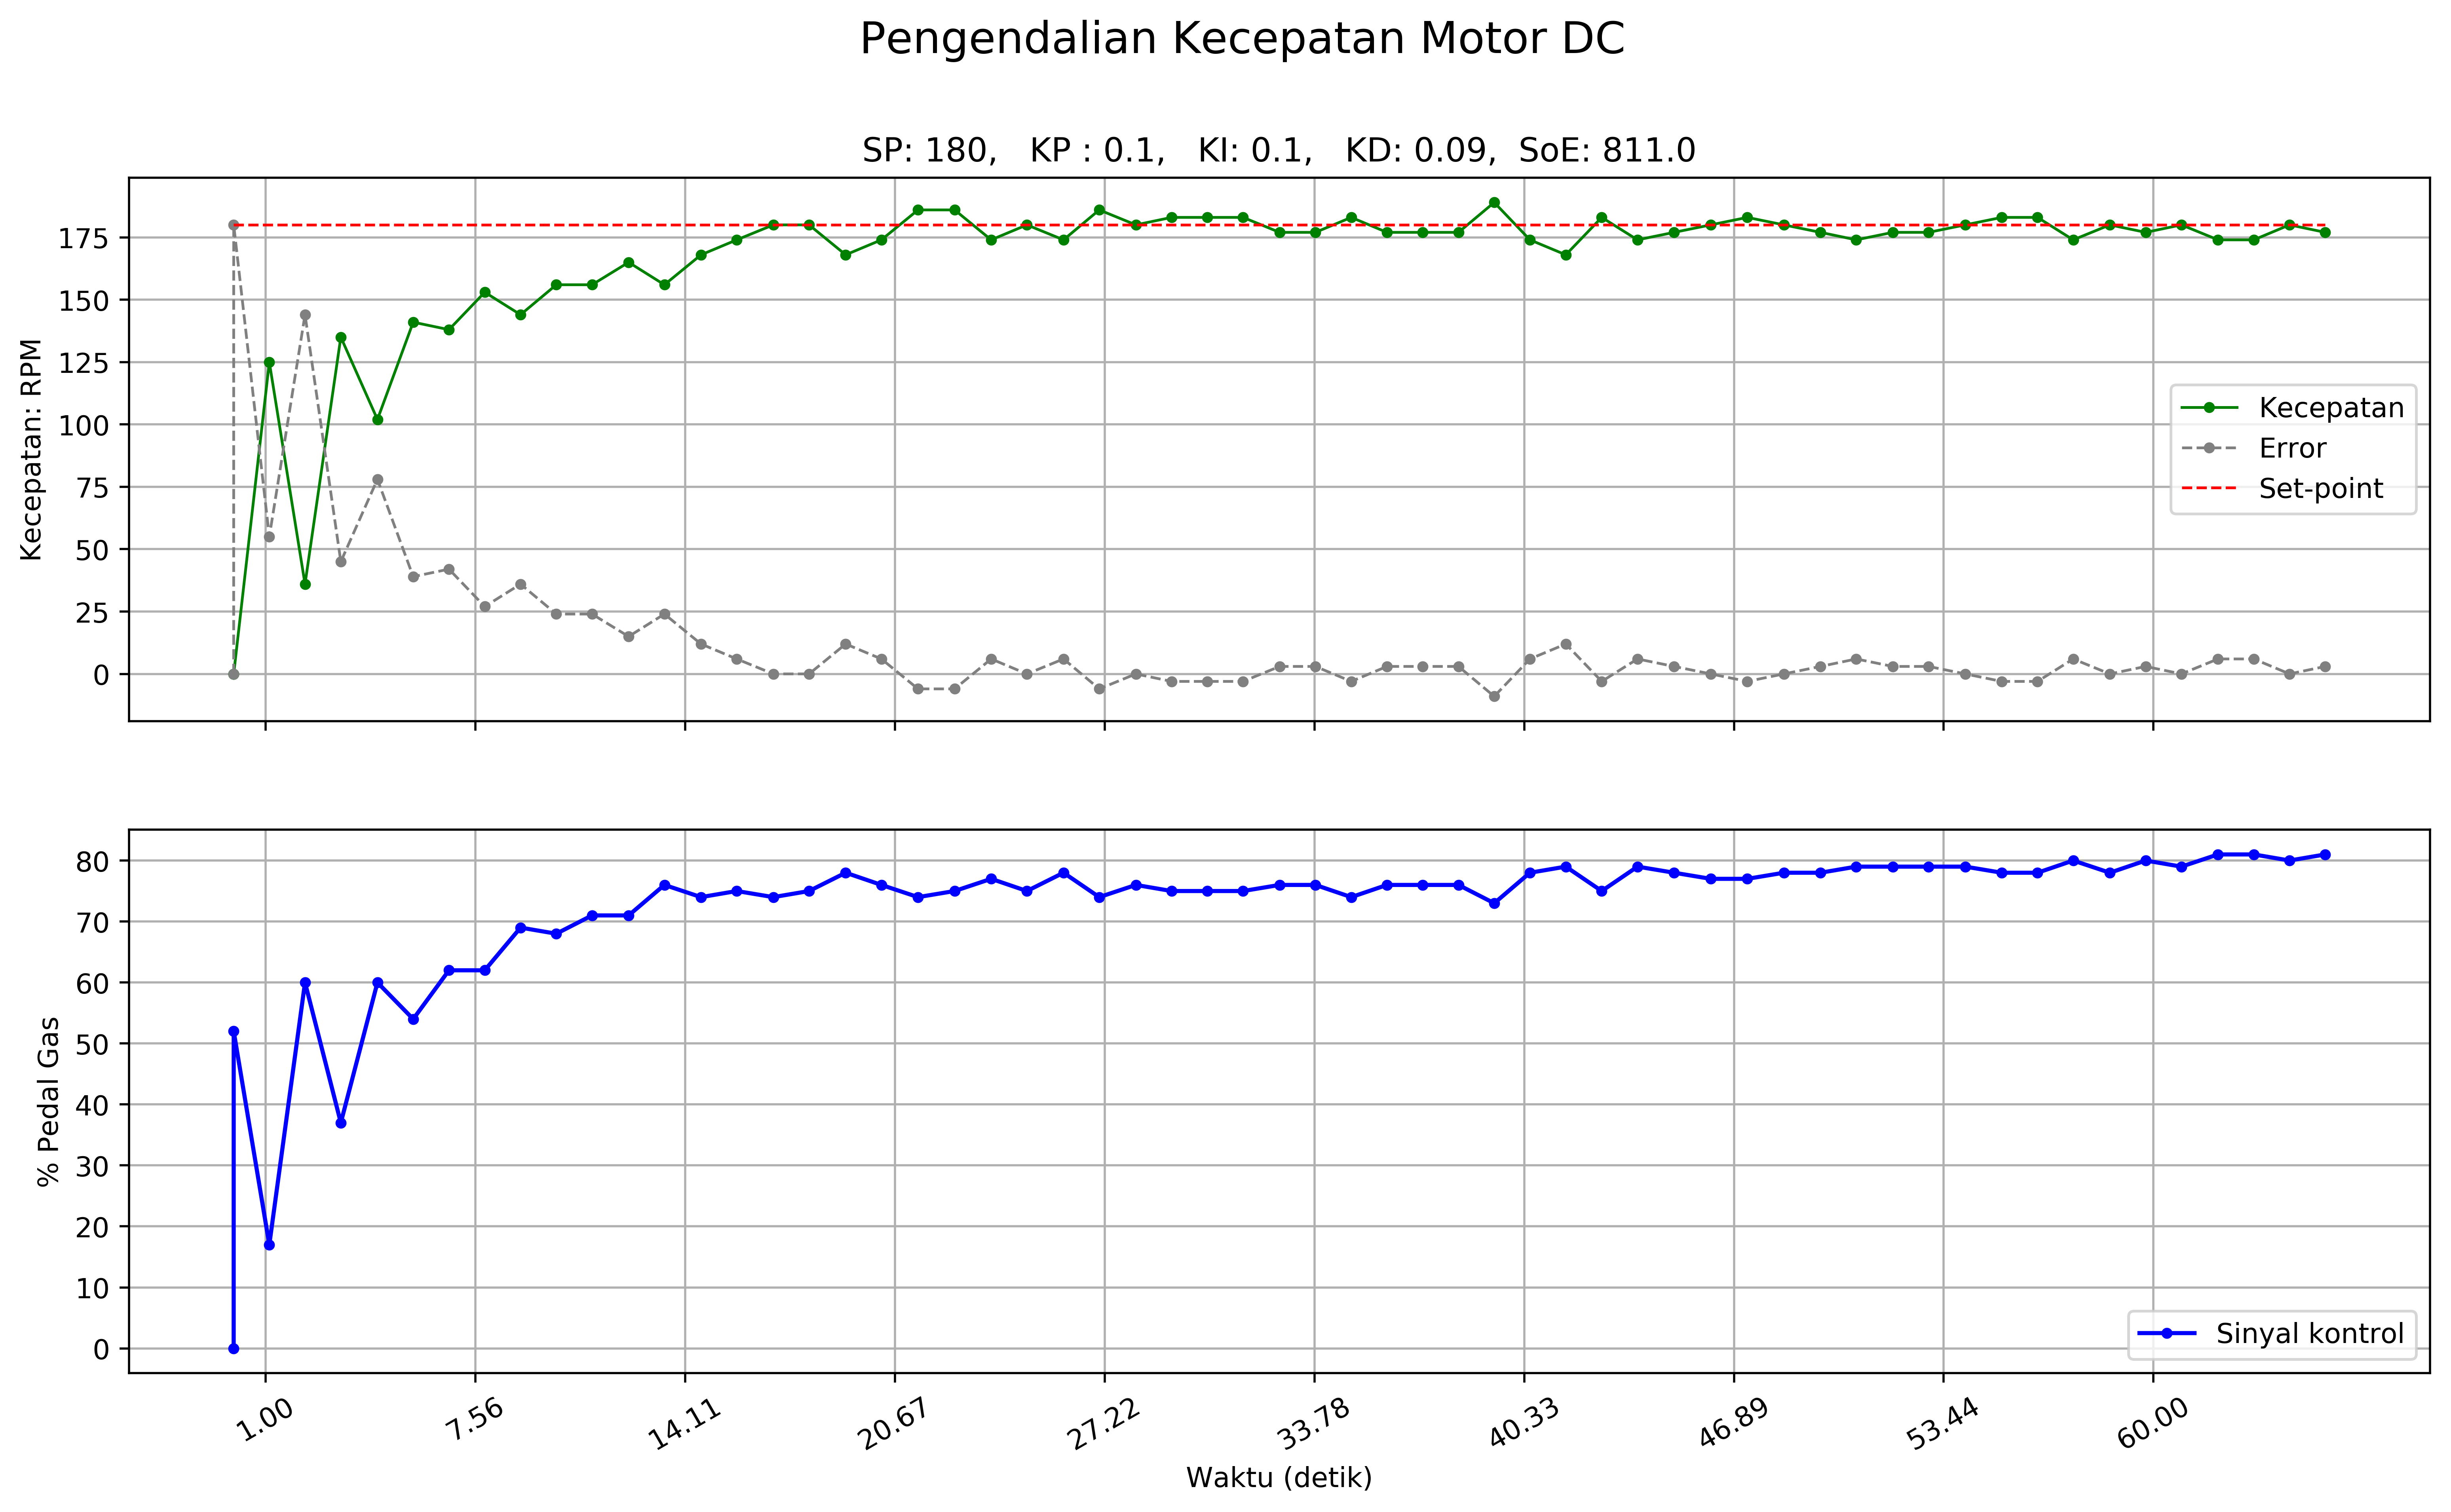 Pengendalian Kecepatan Motor DC
SP: 180, KP : 0.1, KI: 0.1, KD: 0.09, SoE: 811.0
Kecepatan: RPM
175
150
125
100
75
50
25
0
Kecepatan
Error
Set-point
% Pedal Gas
80
70
60
50
40
30
20
10
0
Sinyal kontrol
1.00 7.56 14.11 20.67 27.22 33.78 40.33 46.89 53.44 60.00
Waktu (detik)